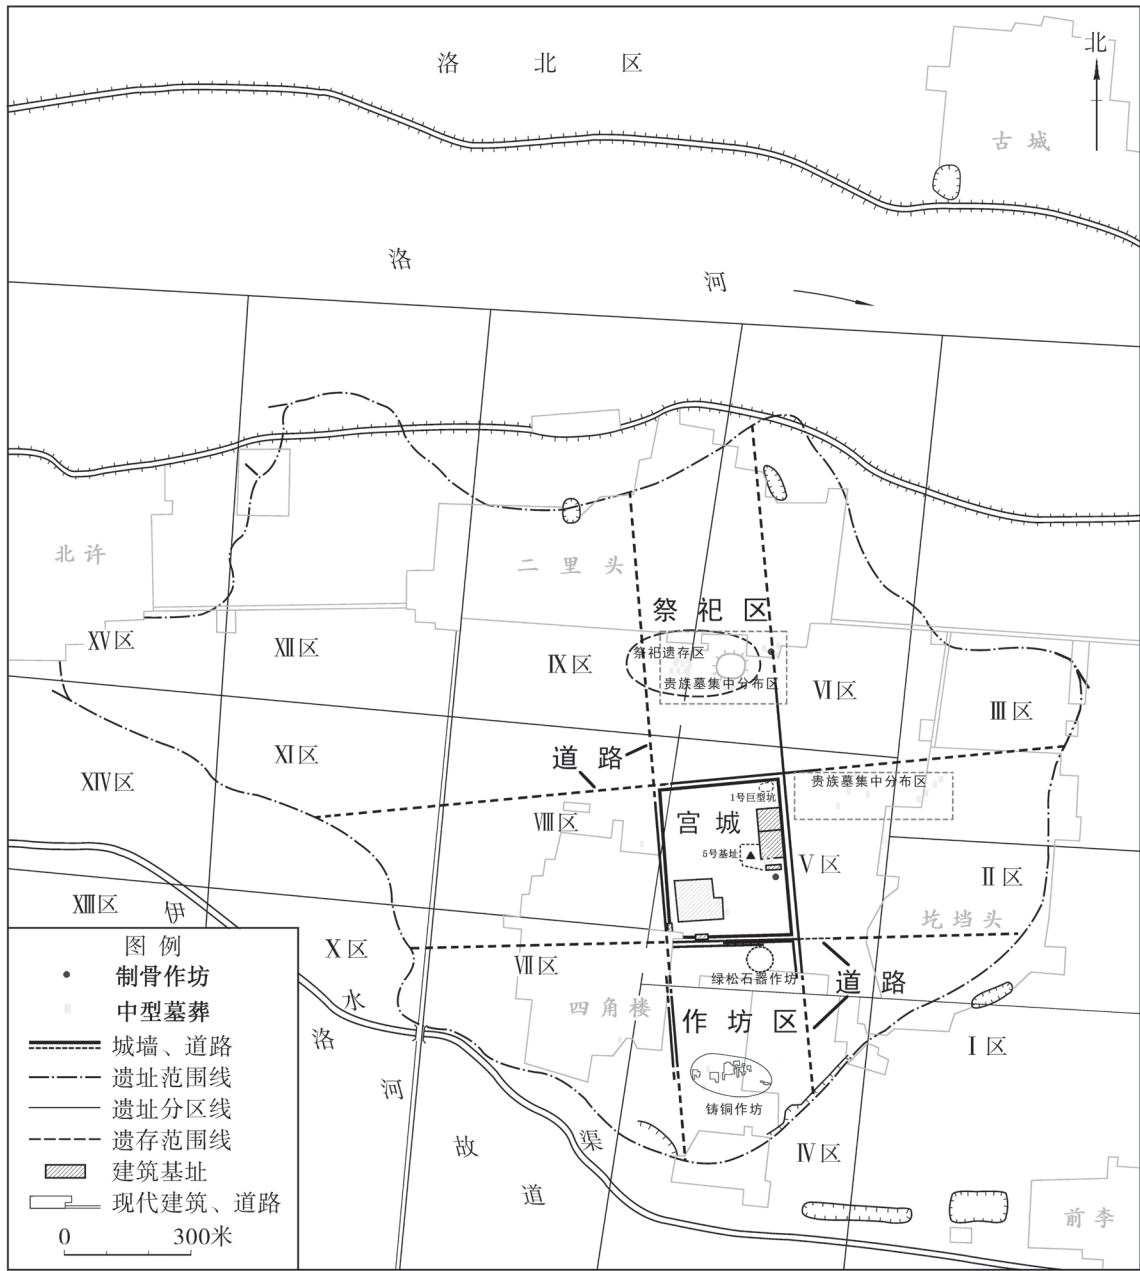 洛北区
北
古城
洛河
北许
二里头
祭祀区
XV区
XII区
IX区
祭祀遗存区
贵族墓集中分布区
VI区
III区
道路
XI区
XIV区
贵族墓集中分布区
1号巨型坑
VIII区
宫城
5号基址
V区
II区
XIII区
伊
圪垱头
X区
VII区
绿松石器作坊
道路
水
四角楼
作坊区
洛
I区
河
铸铜作坊
故
渠
IV区
道
前李
图例
制骨作坊
中型墓葬
城墙、道路
遗址范围线
遗址分区线
遗存范围线
建筑基址
现代建筑、道路
0 300米